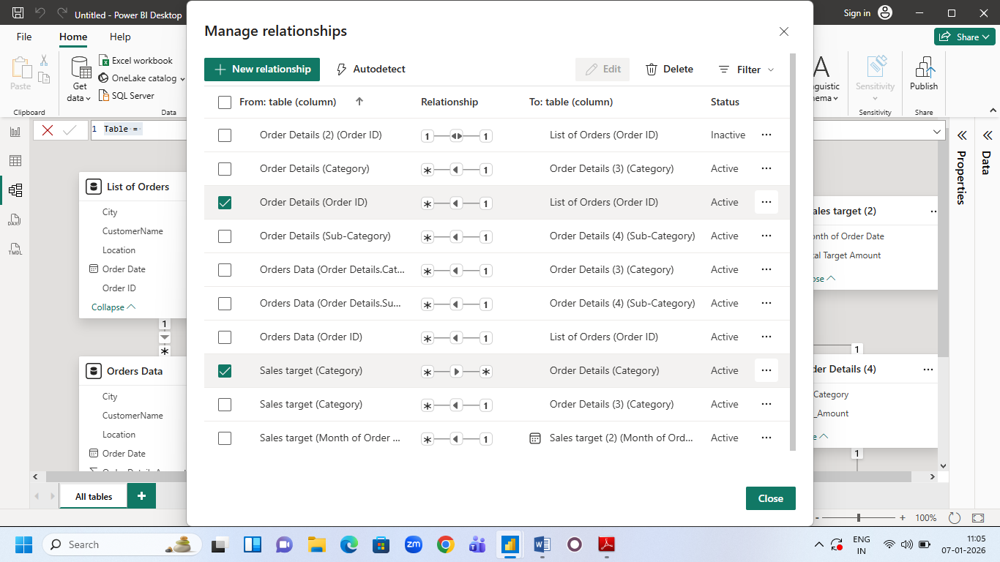 Untitled - Power BI Desktop
Sign in
File
Home
Help
Share
Paste
Get
data
Excel workbook
OneLake catalog
SQL Server
Clipboard
Data
Sensitivity
Publish
Sensitivity
Share
1 Table =
List of Orders
City
CustomerName
Location
Order Date
Order ID
Collapse
1
*
Orders Data
City
CustomerName
Location
Order Date
Manage relationships
New relationship
Autodetect
Edit
Delete
Filter
From: table (column)
Relationship
To: table (column)
Status
Order Details (2) (Order ID) 1 1 List of Orders (Order ID) Inactive
Order Details (Category) * 1 Order Details (3) (Category) Active
Order Details (Order ID) * 1 List of Orders (Order ID) Active
Order Details (Sub-Category) * 1 Order Details (4) (Sub-Category) Active
Orders Data (Order Details.Cat... * 1 Order Details (3) (Category) Active
Orders Data (Order Details.Su... * 1 Order Details (4) (Sub-Category) Active
Orders Data (Order ID) * 1 List of Orders (Order ID) Active
Sales target (Category) * * Order Details (Category) Active
Sales target (Category) * 1 Order Details (3) (Category) Active
Sales target (Month of Order ... * 1 Sales target (2) (Month of Ord... Active
Close
ales target (2)
onth of Order Date
al Target Amount
1
der Details (4)
Category
_Amount
1
Properties
Data
All tables
+
- + 100%
DAX
TMDL
Search
zm
ENG
IN
11:05
07-01-2026